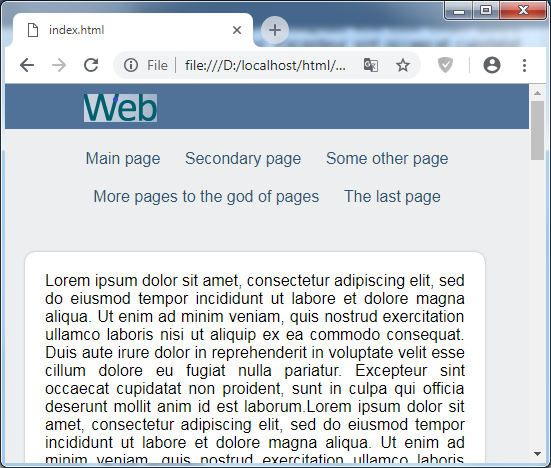 index.html
File
file:///D:/localhost/html/...
Web
Main page Secondary page Some other page
More pages to the god of pages The last page
Lorem ipsum dolor sit amet, consectetur adipiscing elit, sed
do eiusmod tempor incididunt ut labore et dolore magna
aliqua. Ut enim ad minim veniam, quis nostrud exercitation
ullamco laboris nisi ut aliquip ex ea commodo consequat.
Duis aute irure dolor in reprehenderit in voluptate velit esse
cillum dolore eu fugiat nulla pariatur. Excepteur sint
occaecat cupidatat non proident, sunt in culpa qui officia
deserunt mollit anim id est laborum.Lorem ipsum dolor sit
amet, consectetur adipiscing elit, sed do eiusmod tempor
incididunt ut labore et dolore magna aliqua. Ut enim ad
minim veniam, quis nostrud exercitation ullamco laboris